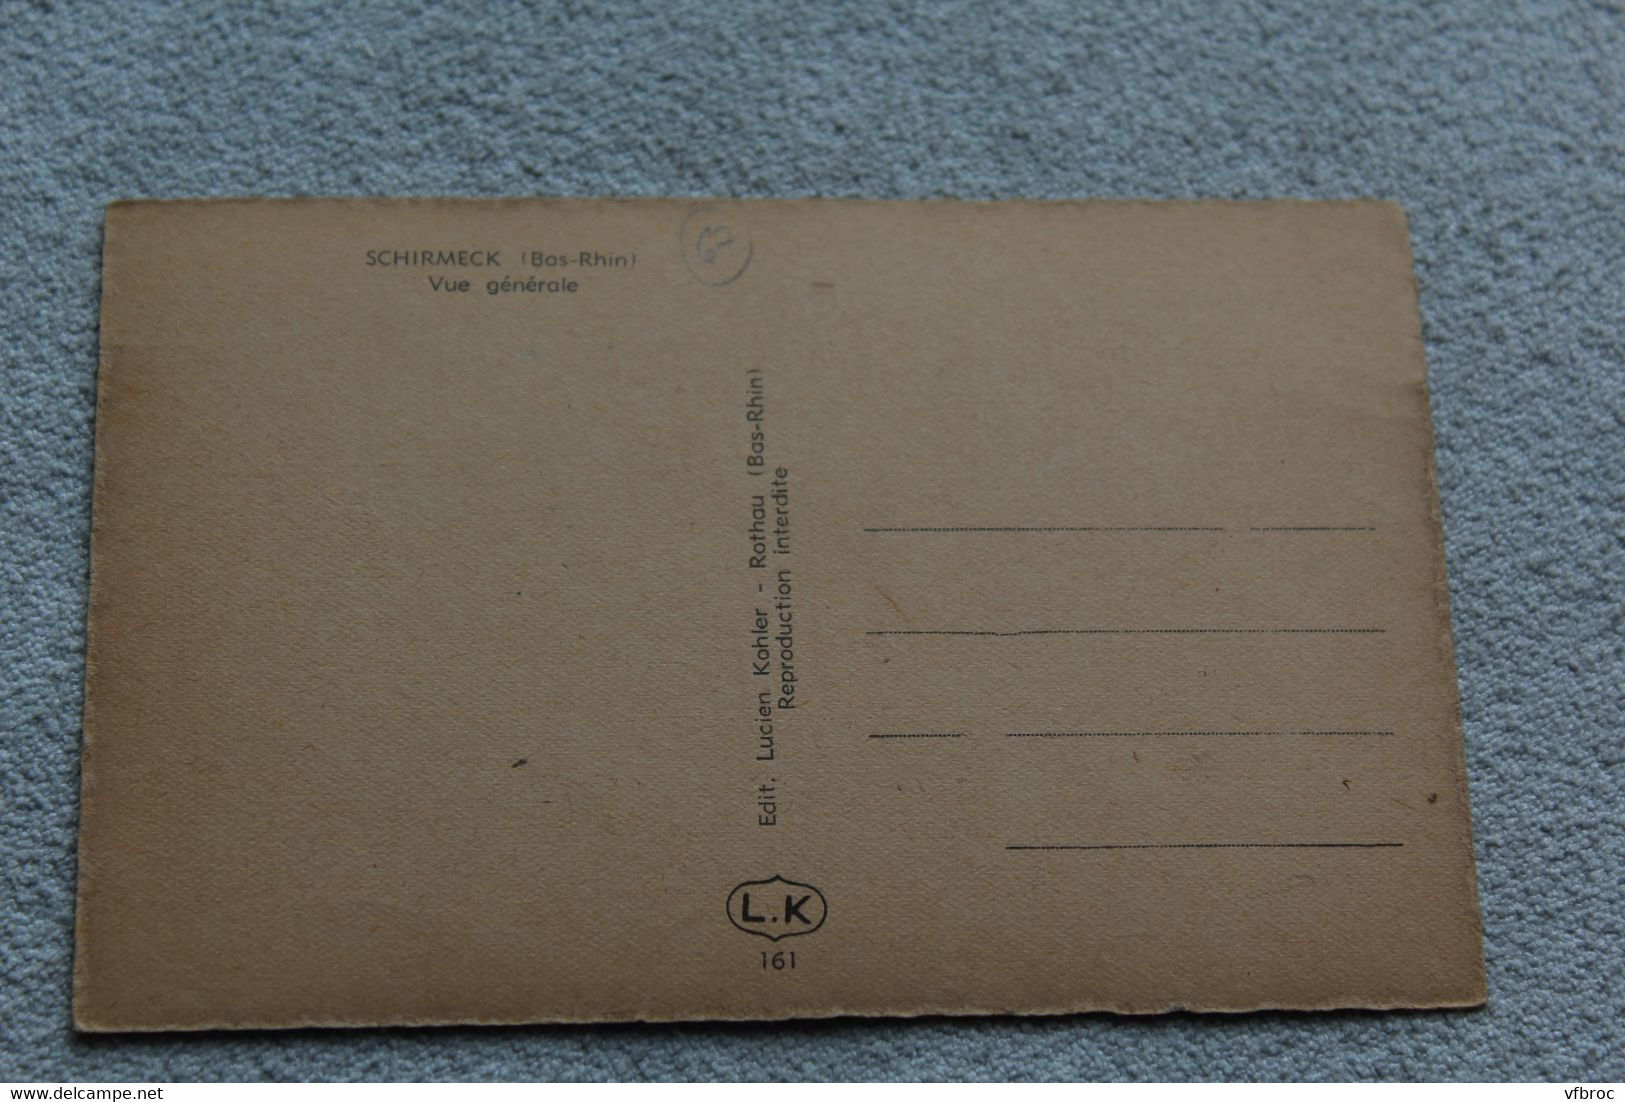 SCHIRMECK (Bas-Rhin)
Vue générale
67
Edit. Lucien Kohler - Rothau (Bas-Rhin)
Reproduction interdite
L.K
161
www.delcampe.net
vfbroc